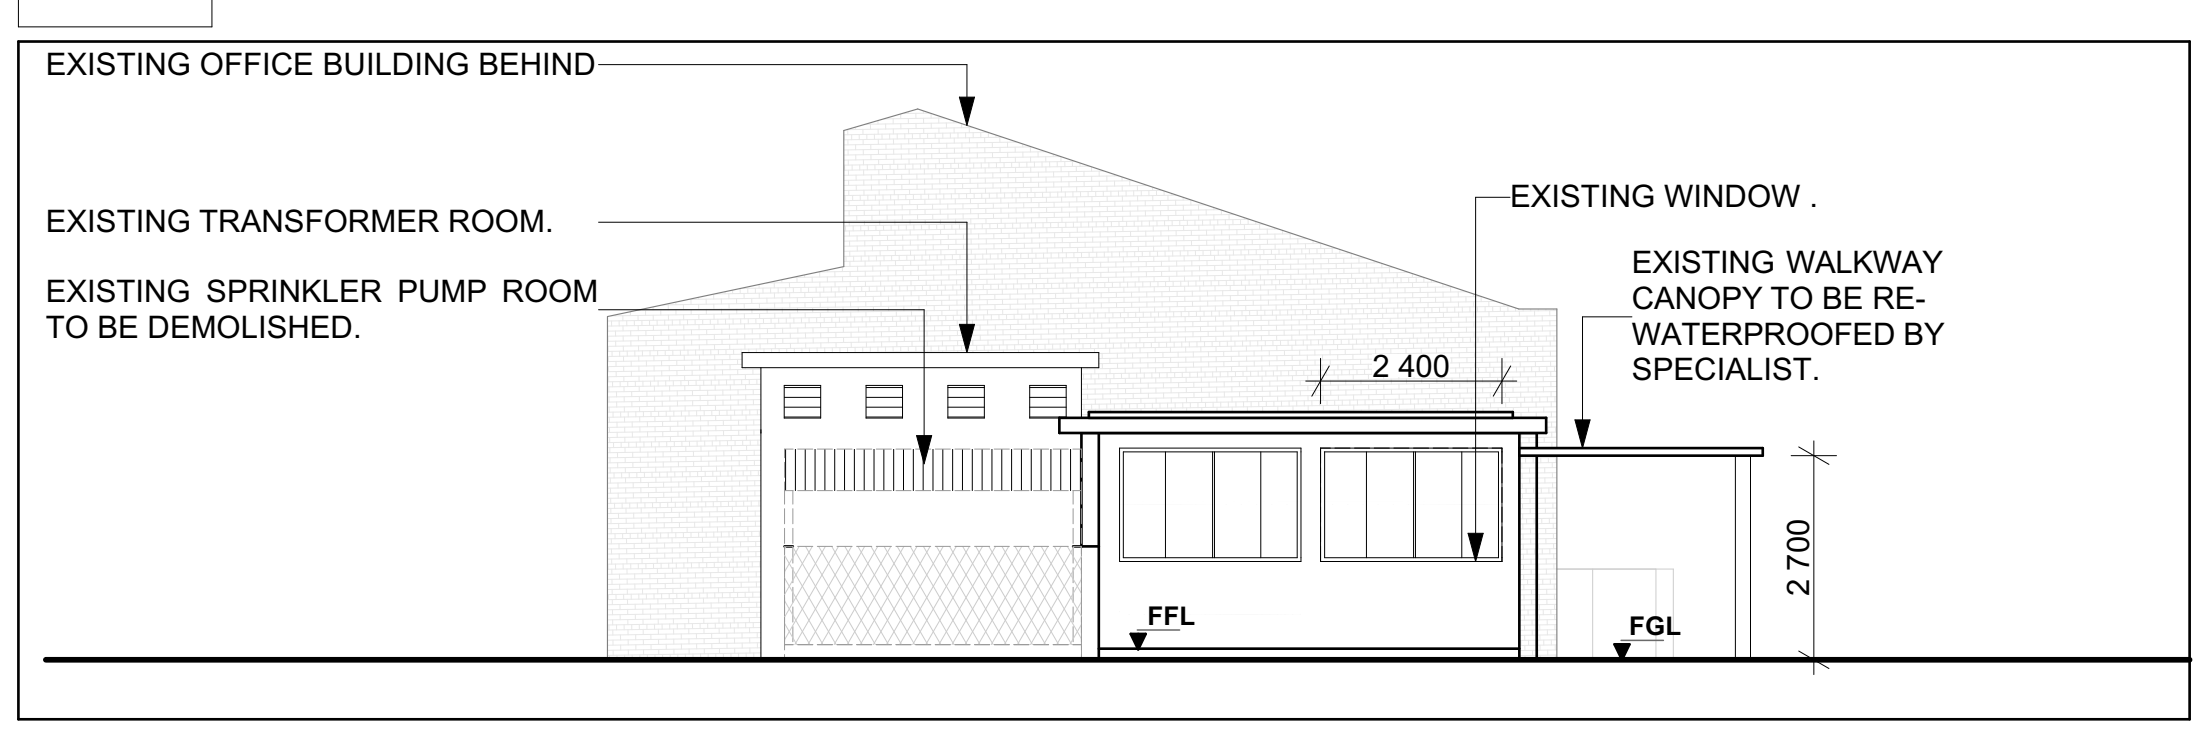 EXISTING OFFICE BUILDING BEHIND
EXISTING TRANSFORMER ROOM.
EXISTING SPRINKLER PUMP ROOM
TO BE DEMOLISHED.
EXISTING WINDOW .
EXISTING WALKWAY
CANOPY TO BE RE-
WATERPROOFED BY
SPECIALIST.
2 400
2 700
FFL
FGL